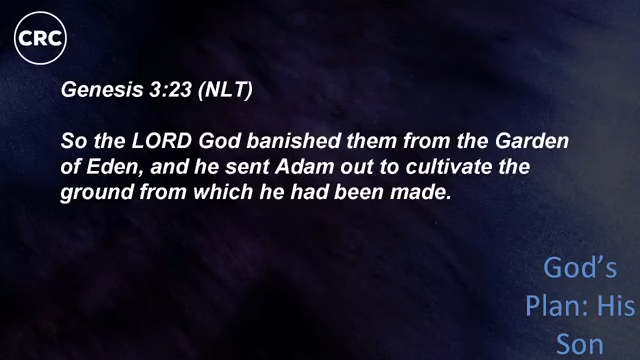 CRC
Genesis 3:23 (NLT)
So the LORD God banished them from the Garden
of Eden, and he sent Adam out to cultivate the
ground from which he had been made.
God’s
Plan: His
Son